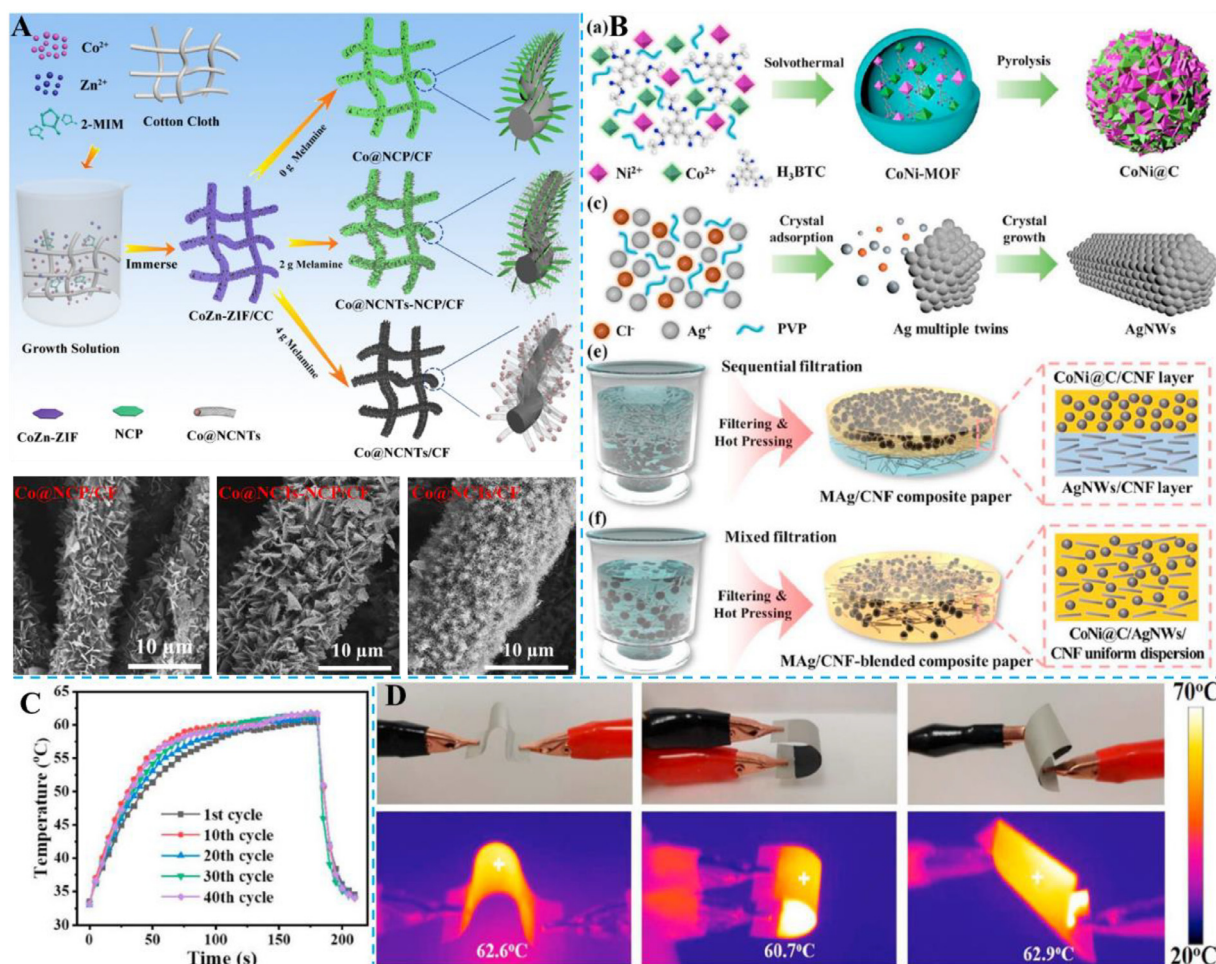 A
Co²⁺
Zn²⁺
2-MIM
Cotton Cloth
Growth Solution
Immerse
CoZn-ZIF/CC
0 g Melamine
2 g Melamine
4 g Melamine
Co@NCP/CF
Co@NCNTs-NCP/CF
Co@NCNTs/CF
CoZn-ZIF
NCP
Co@NCNTs
Co@NCP/CF
10 µm
Co@NCTs-NCP/CF
10 µm
Co@NCTs/CF
10 µm
B
(a)
Solvothermal
Pyrolysis
Ni²⁺
Co²⁺
H₃BTC
CoNi-MOF
CoNi@C
(c)
Crystal
adsorption
Crystal
growth
Cl⁻
Ag⁺
PVP
Ag multiple twins
AgNWs
(e)
Sequential filtration
Filtering &
Hot Pressing
MAg/CNF composite paper
CoNi@C/CNF layer
AgNWs/CNF layer
(f)
Mixed filtration
Filtering &
Hot Pressing
MAg/CNF-blended composite paper
CoNi@C/AgNWs/
CNF uniform dispersion
C
Temperature (°C)
65
60
55
50
45
40
35
30
1st cycle
10th cycle
20th cycle
30th cycle
40th cycle
0
50
100
150
200
Time (s)
D
62.6°C
60.7°C
62.9°C
70°C
20°C